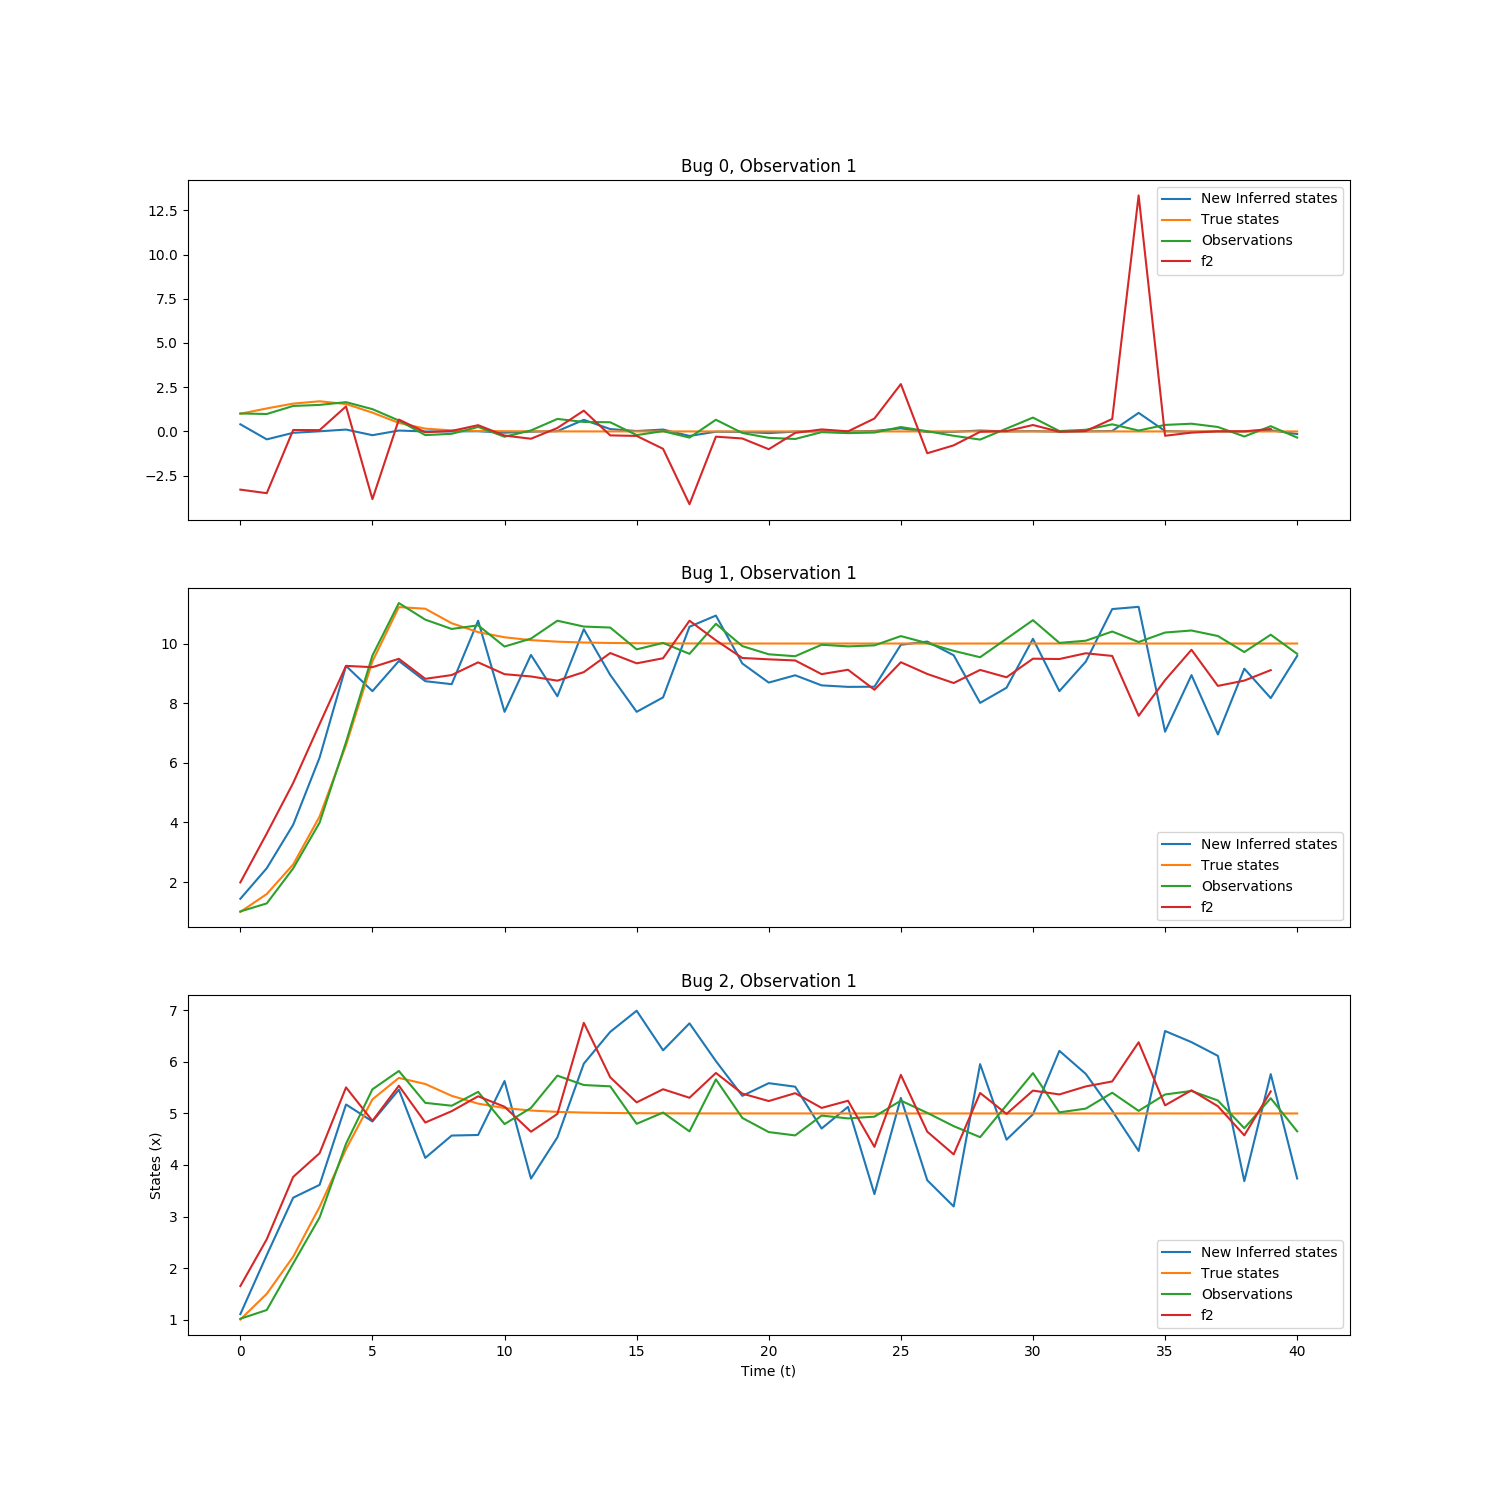 Bug 0, Observation 1
12.5
10.0
7.5
5.0
2.5
0.0
−2.5
New Inferred states
True states
Observations
f2
Bug 1, Observation 1
10
8
6
4
2
New Inferred states
True states
Observations
f2
Bug 2, Observation 1
7
6
5
4
3
2
1
States (x)
New Inferred states
True states
Observations
f2
0 5 10 15 20 25 30 35 40
Time (t)